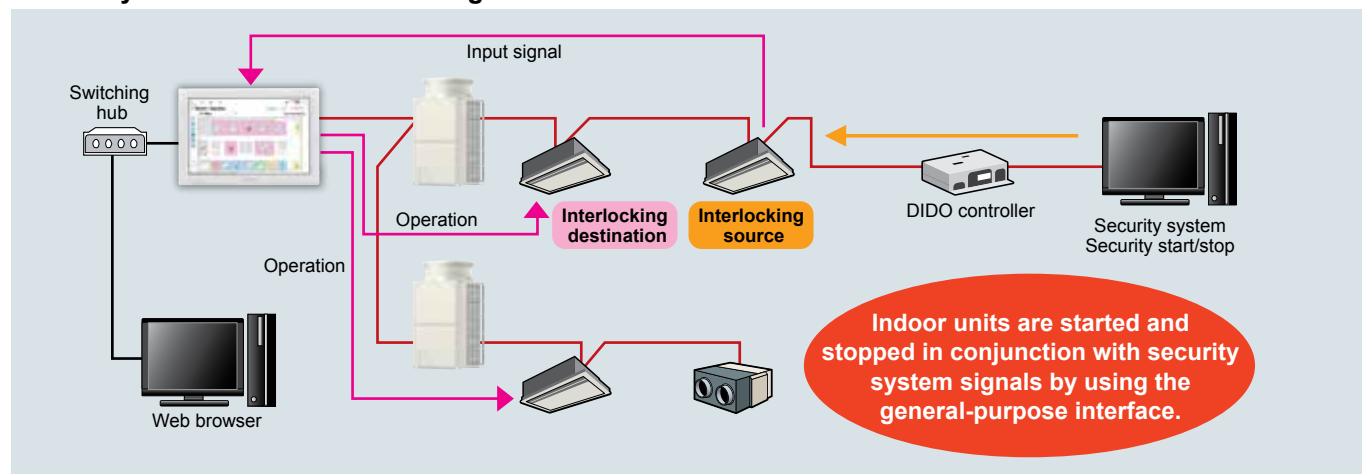 Input signal
Switching
hub
Operation
Interlocking
destination
Interlocking
source
DIDO controller
Security system
Security start/stop
Operation
Web browser
Indoor units are started and
stopped in conjunction with security
system signals by using the
general-purpose interface.